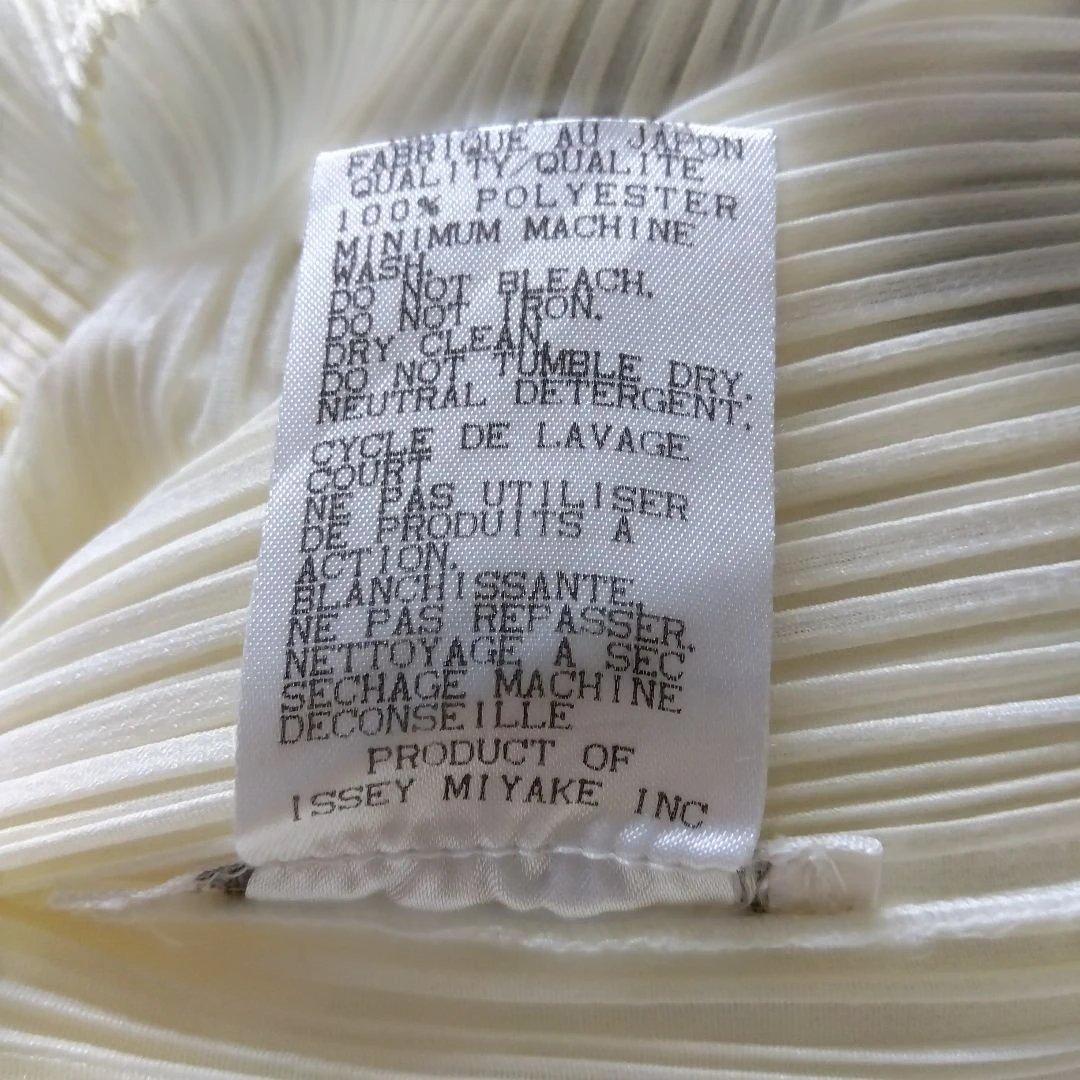 FABRIQUE AU JAPON
QUALITY/QUALITE
100% POLYESTER
MINIMUM MACHINE
WASH.
DO NOT BLEACH.
DO NOT IRON.
DRY CLEAN.
DO NOT TUMBLE DRY.
NEUTRAL DETERGENT.
CYCLE DE LAVAGE
COURT
NE PAS UTILISER
DE PRODUITS A
ACTION.
BLANCHISSANTE.
NE PAS REPASSER.
NETTOYAGE A SEC
SECHAGE MACHINE
DECONSEILLE
PRODUCT OF
ISSEY MIYAKE INC